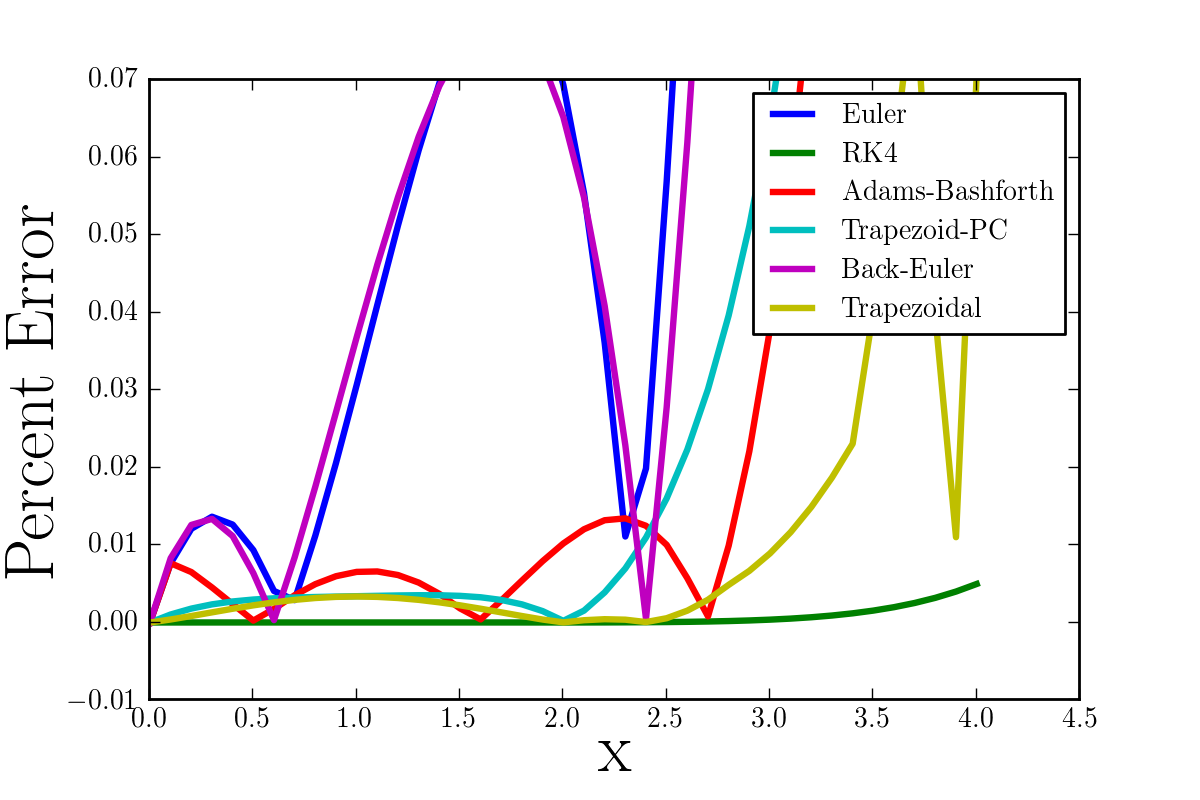 Percent Error
0.07
0.06
0.05
0.04
0.03
0.02
0.01
0.00
−0.01
Euler
RK4
Adams-Bashforth
Trapezoid-PC
Back-Euler
Trapezoidal
0.0 0.5 1.0 1.5 2.0 2.5 3.0 3.5 4.0 4.5
x